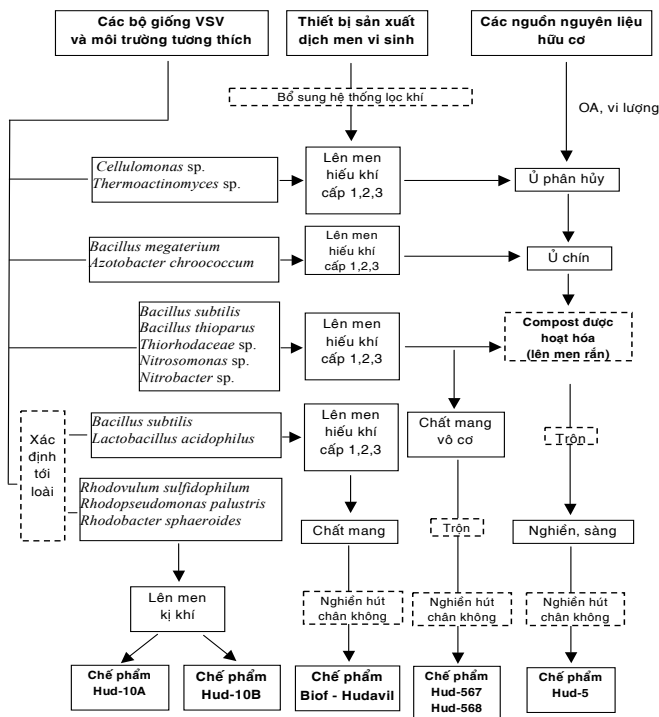 Các bộ giống VSV
và môi trường tương thích
Thiết bị sản xuất
dịch men vi sinh
Các nguồn nguyên liệu
hữu cơ
Bổ sung hệ thống lọc khí
OA, vi lượng
Cellulomonas sp.
Thermoactinomyces sp.
Lên men
hiếu khí
cấp 1,2,3
Ủ phân hủy
Bacillus megaterium
Azotobacter chroococcum
Lên men
hiếu khí
cấp 1,2,3
Ủ chín
Bacillus subtilis
Bacillus thioparus
Thiorhodaceae sp.
Nitrosomonas sp.
Nitrobacter sp.
Lên men
hiếu khí
cấp 1,2,3
Compost được
hoạt hóa
(lên men rắn)
Xác
định
tới
loài
Bacillus subtilis
Lactobacillus acidophilus
Lên men
hiếu khí
cấp 1,2,3
Chất mang
vô cơ
Trộn
Rhodovulum sulfidophilum
Rhodopseudomonas palustris
Rhodobacter sphaeroides
Chất mang
Trộn
Nghiền, sàng
Lên men
kị khí
Nghiền hút
chân không
Nghiền hút
chân không
Nghiền hút
chân không
Chế phẩm
Hud-10A
Chế phẩm
Hud-10B
Chế phẩm
Biof - Hudavil
Chế phẩm
Hud-567
Hud-568
Chế phẩm
Hud-5